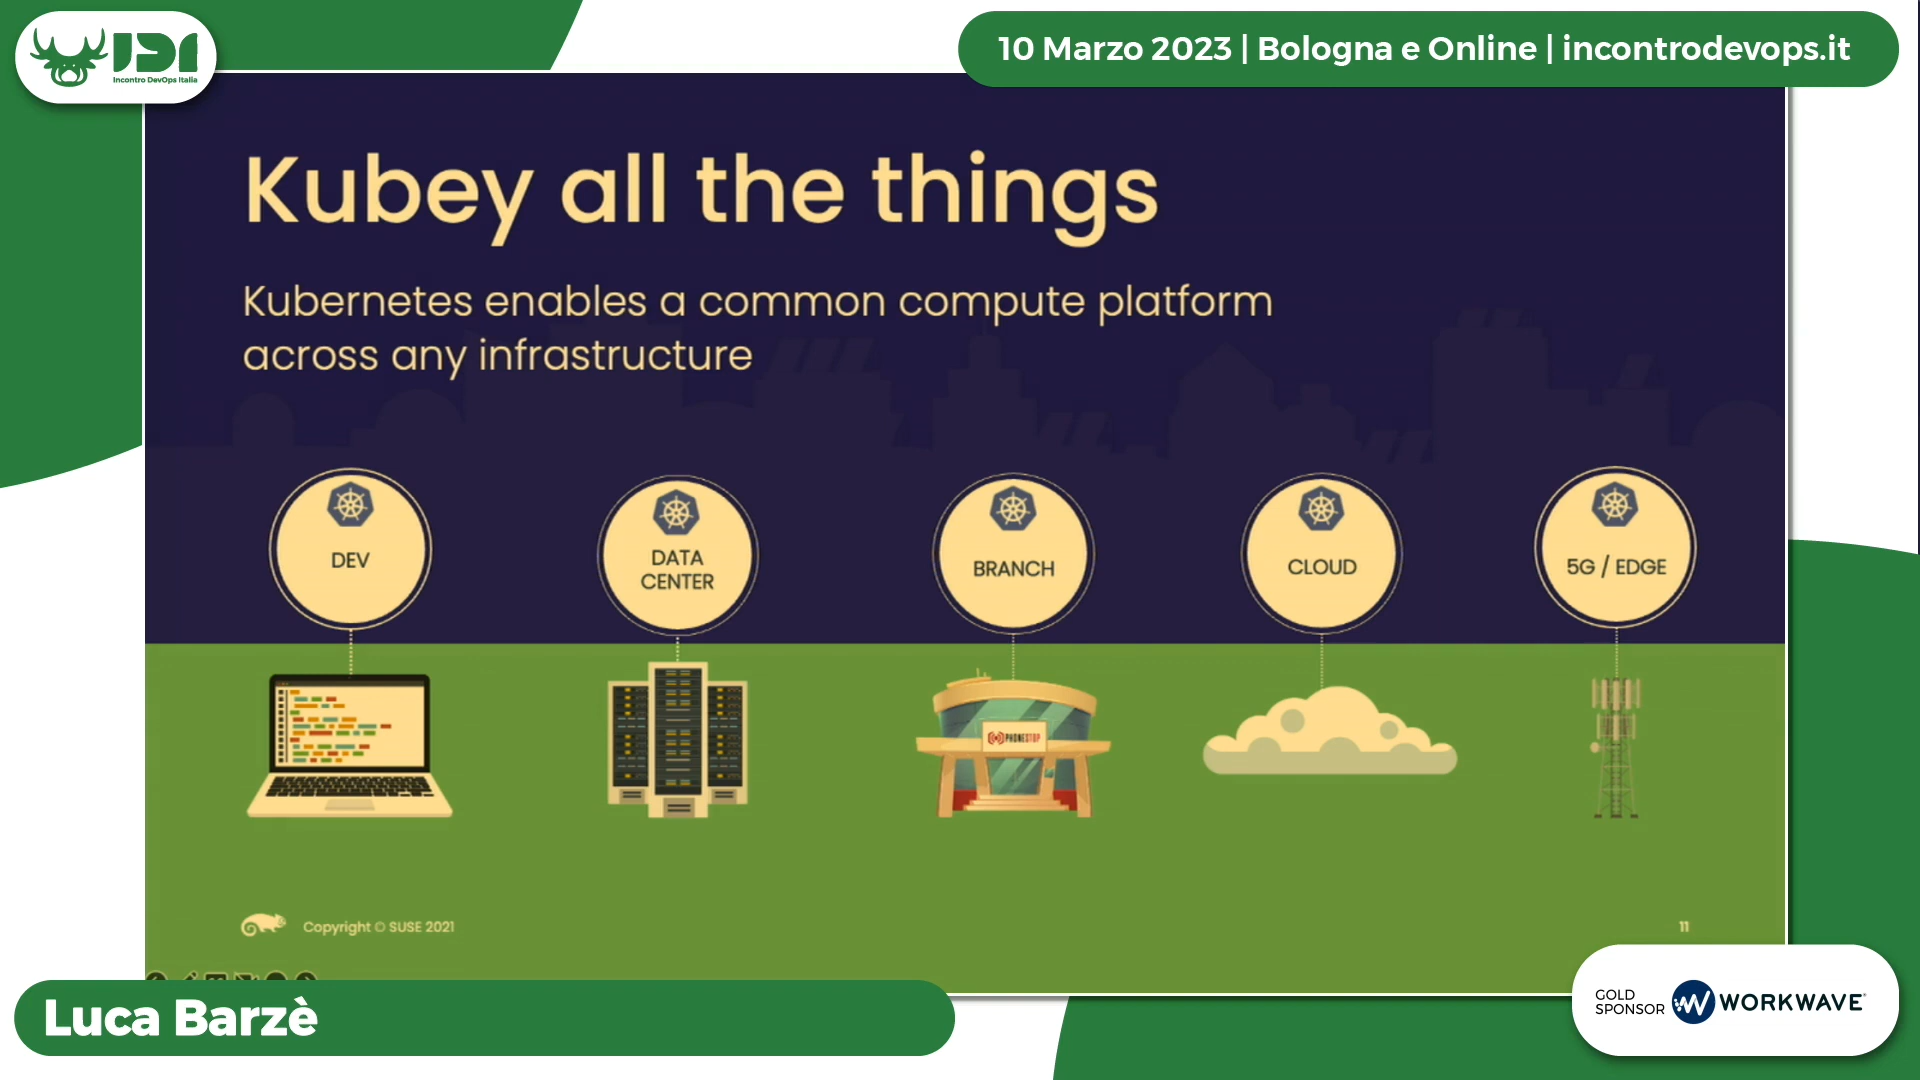 IDI
Incontro DevOps Italia
10 Marzo 2023 | Bologna e Online | incontrodevops.it
Kubey all the things
Kubernetes enables a common compute platform
across any infrastructure
DEV
DATA
CENTER
BRANCH
CLOUD
5G / EDGE
PHONESTOP
Copyright © SUSE 2021
11
Luca Barzè
GOLD
SPONSOR
WORKWAVE